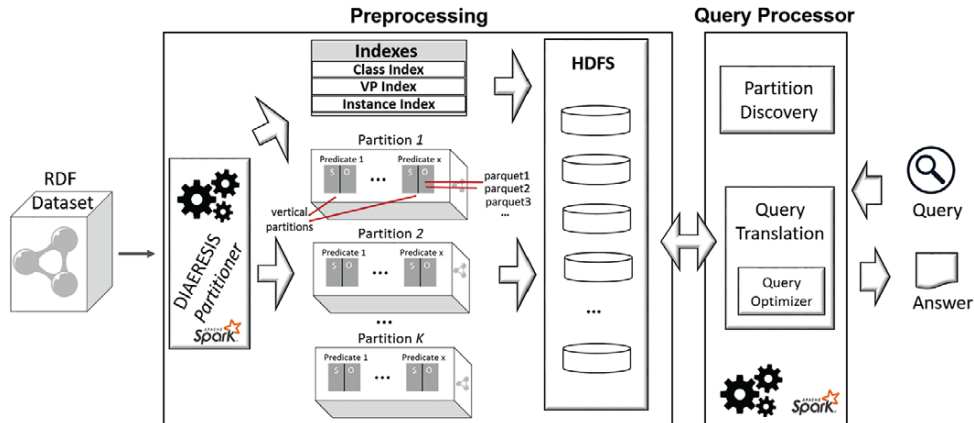 Preprocessing
Query Processor
RDF
Dataset
DIAERESIS
Partitioner
APACHE
Spark
Indexes
Class Index
VP Index
Instance Index
Partition 1
Predicate 1
Predicate x
S O
...
S O
parquet1
parquet2
parquet3
...
vertical
partitions
Partition 2
Predicate 1
Predicate x
S O
...
S O
...
Partition K
Predicate 1
Predicate x
S O
...
S O
HDFS
...
Partition
Discovery
Query
Translation
Query
Optimizer
APACHE
Spark
Query
Answer